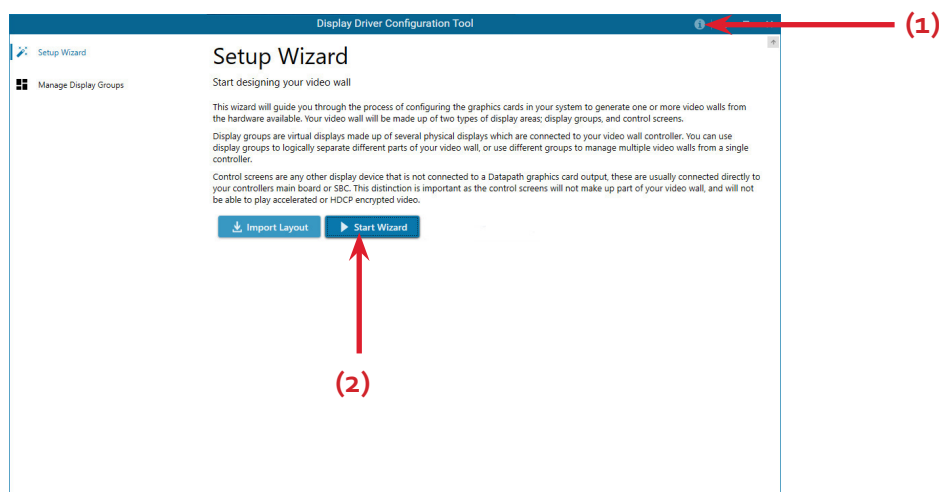 Display Driver Configuration Tool
(1)
Setup Wizard
Manage Display Groups
Setup Wizard
Start designing your video wall
This wizard will guide you through the process of configuring the graphics cards in your system to generate one or more video walls from
the hardware available. Your video wall will be made up of two types of display areas; display groups, and control screens.
Display groups are virtual displays made up of several physical displays which are connected to your video wall controller. You can use
display groups to logically separate different parts of your video wall, or use different groups to manage multiple video walls from a single
controller.
Control screens are any other display device that is not connected to a Datapath graphics card output, these are usually connected directly to
your controllers main board or SBC. This distinction is important as the control screens will not make up part of your video wall, and will not
be able to play accelerated or HDCP encrypted video.
Import Layout
Start Wizard
(2)